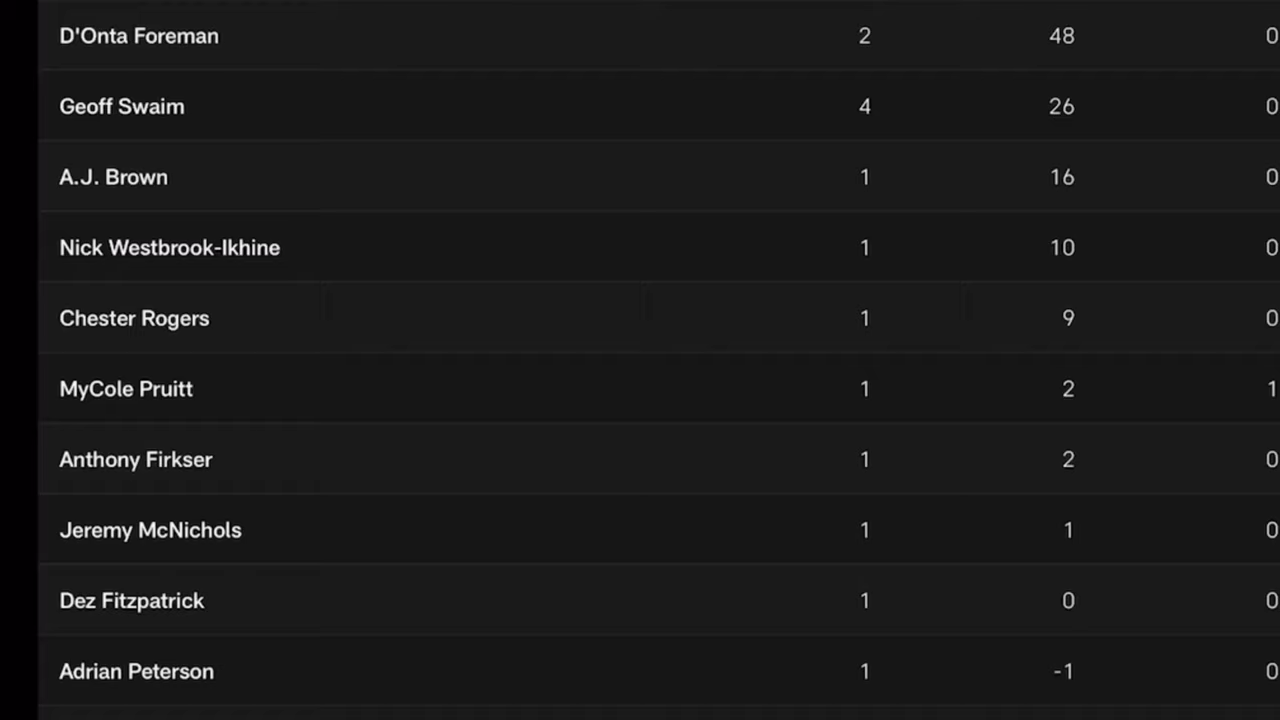 D'Onta Foreman 2 48 0
Geoff Swaim 4 26 0
A.J. Brown 1 16 0
Nick Westbrook-Ikhine 1 10 0
Chester Rogers 1 9 0
MyCole Pruitt 1 2 1
Anthony Firkser 1 2 0
Jeremy McNichols 1 1 0
Dez Fitzpatrick 1 0 0
Adrian Peterson 1 -1 0